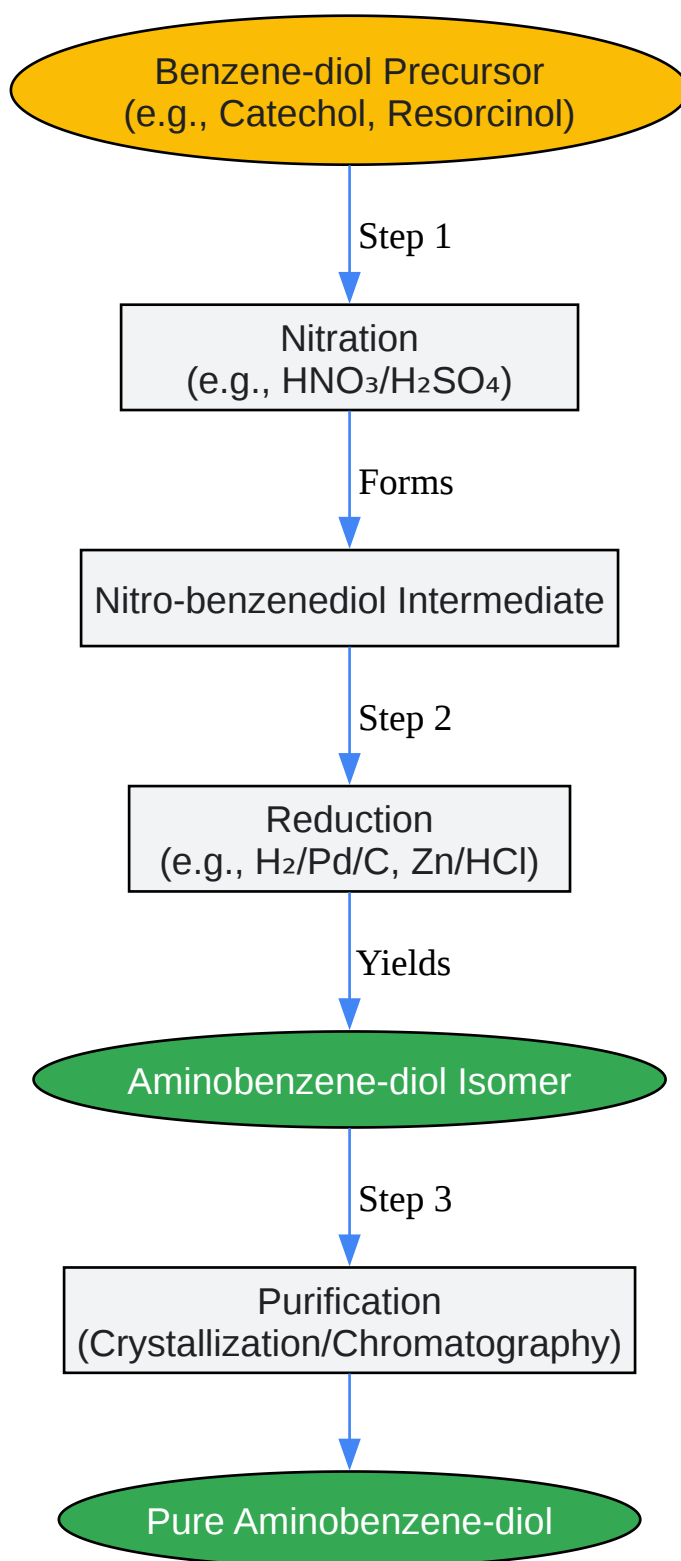 Benzene-diol Precursor
(e.g., Catechol, Resorcinol)
Step 1
Nitration
(e.g., HNO₃/H₂SO₄)
Forms
Nitro-benzenediol Intermediate
Step 2
Reduction
(e.g., H₂/Pd/C, Zn/HCl)
Yields
Aminobenzene-diol Isomer
Step 3
Purification
(Crystallization/Chromatography)
Pure Aminobenzene-diol